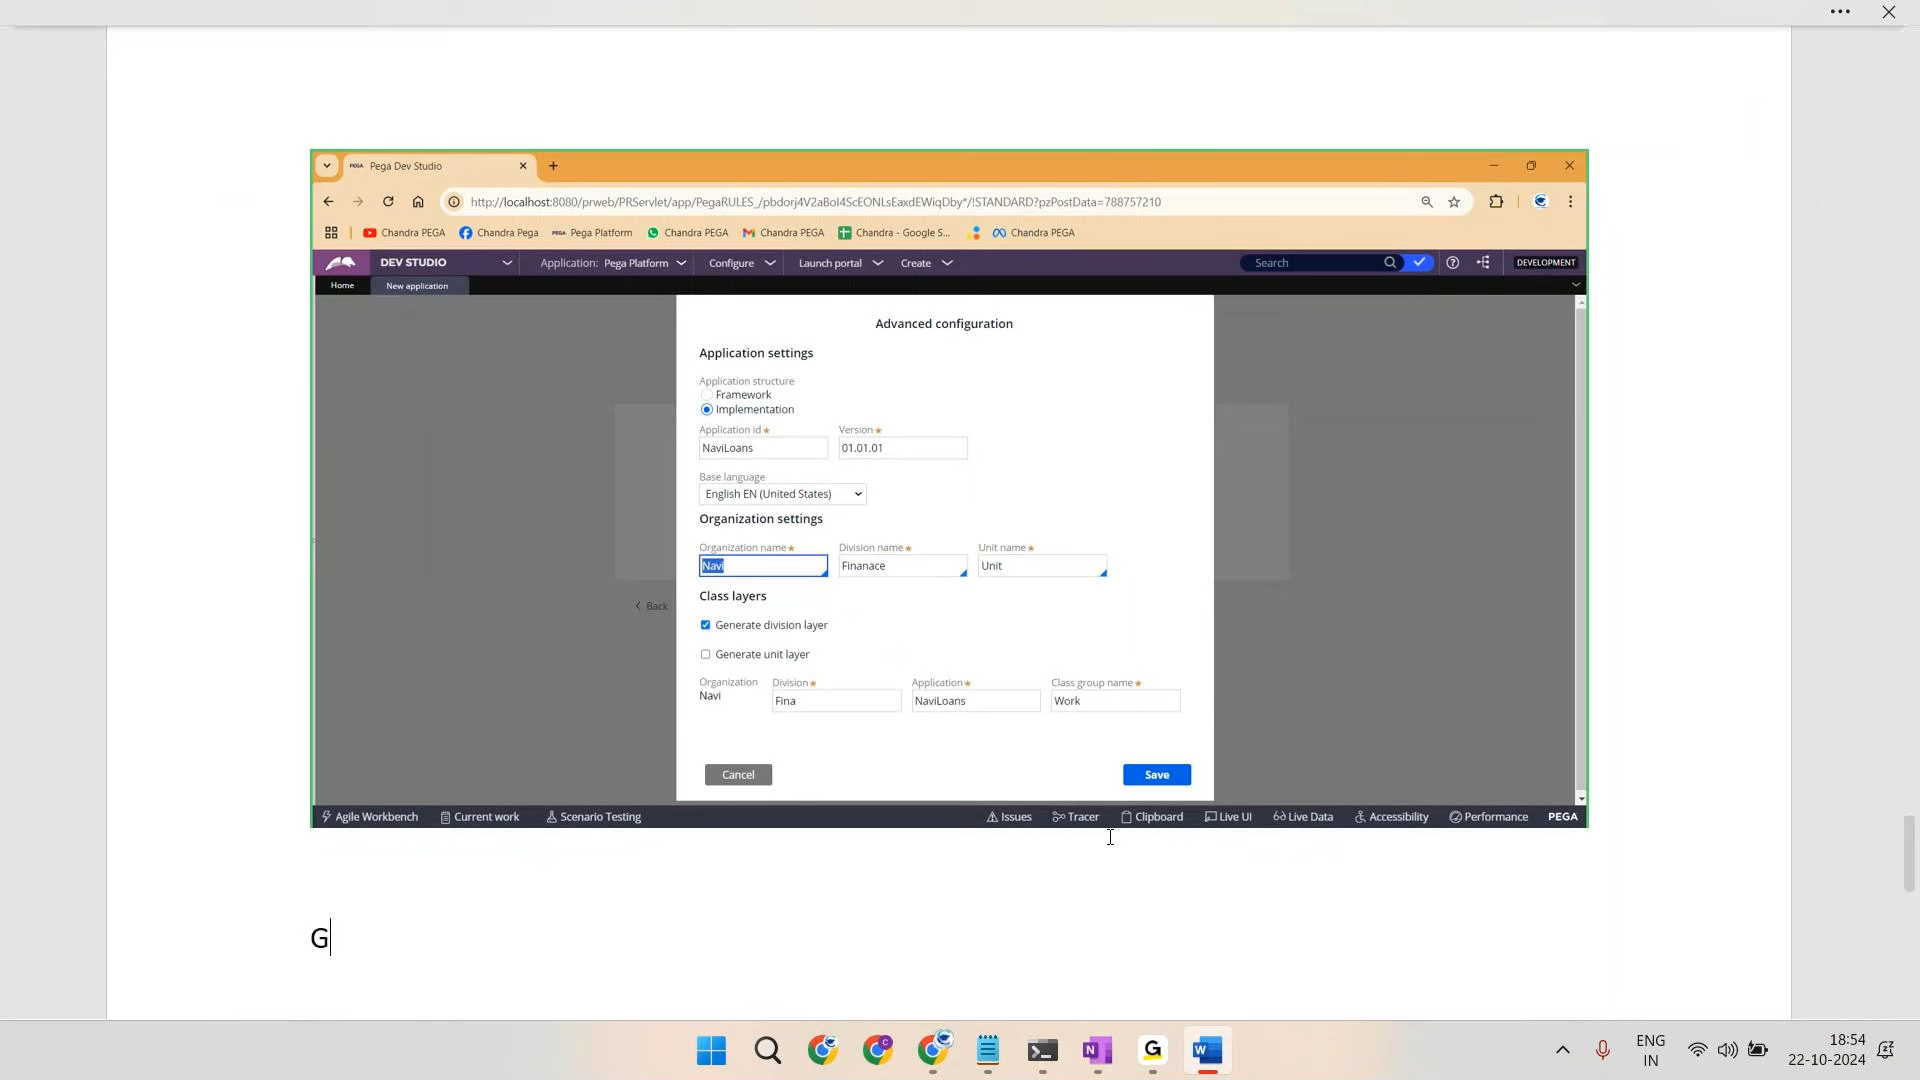 Pega Dev Studio
http://localhost:8080/prweb/PRServlet/app/PegaRULES_/pbdorj4V2aBoI4ScEONLsEaxdEWiqDby*/!STANDARD?pzPostData=788757210
Chandra PEGA Chandra Pega Pega Platform Chandra PEGA Chandra PEGA Chandra - Google S... Chandra PEGA
DEV STUDIO Application: Pega Platform Configure Launch portal Create Search DEVELOPMENT
Home New application
Advanced configuration
Application settings
Application structure
Framework
Implementation
Application id★ Version★
NaviLoans 01.01.01
Base language
English EN (United States)
Organization settings
Organization name★ Division name★ Unit name★
Navi Finanace Unit
Class layers
Back
Generate division layer
Generate unit layer
Organization Division★ Application★ Class group name★
Navi Fina NaviLoans Work
Cancel Save
Agile Workbench Current work Scenario Testing Issues Tracer Clipboard Live UI Live Data Accessibility Performance PEGA
G
ENG
IN
18:54
22-10-2024